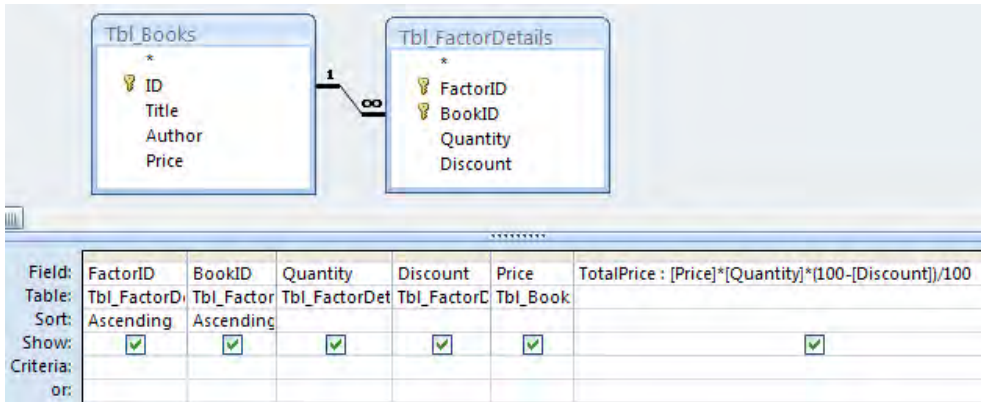 Tbl_Books
*
ID
Title
Author
Price
1
∞
Tbl_FactorDetails
*
FactorID
BookID
Quantity
Discount
Field: FactorID BookID Quantity Discount Price TotalPrice : [Price]*[Quantity]*(100-[Discount])/100
Table: Tbl_FactorD Tbl_Factor Tbl_FactorDet Tbl_FactorD Tbl_Book
Sort: Ascending Ascending
Show:
Criteria:
or: